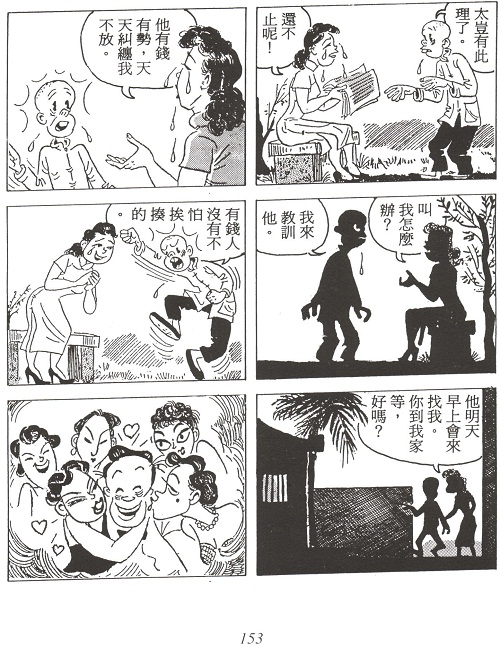 太豈有此
理了。
還不
止呢！
他有錢
有勢，天
天糾纏我
不放。
叫
我怎麼
辦？
我來
教訓
他。
有錢人
沒有不
怕挨揍的。
他明天
早上會來
找我。
你到我家
等，
好嗎？
153